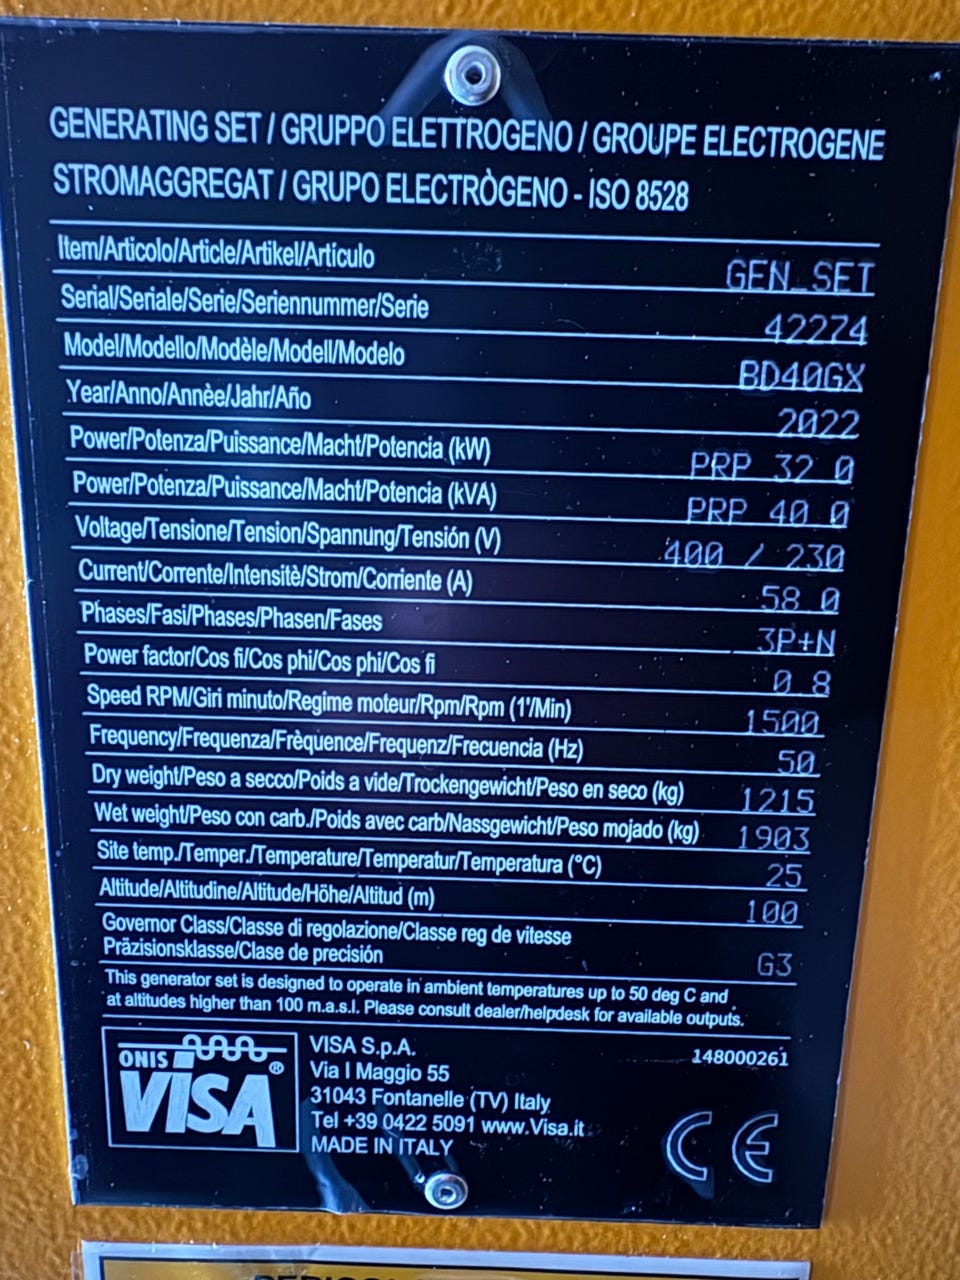 GENERATING SET / GRUPPO ELETTROGENO / GROUPE ELECTROGENE
STROMAGGREGAT / GRUPO ELECTRÒGENO - ISO 8528
Item/Articolo/Article/Artikel/Articulo GEN_SET
Serial/Seriale/Serie/Seriennummer/Serie 42274
Model/Modello/Modèle/Modell/Modelo BD40GX
Year/Anno/Annèe/Jahr/Año 2022
Power/Potenza/Puissance/Macht/Potencia (kW) PRP 32 0
Power/Potenza/Puissance/Macht/Potencia (kVA) PRP 40 0
Voltage/Tensione/Tension/Spannung/Tensión (V) 400 / 230
Current/Corrente/Intensitè/Strom/Corriente (A) 58 0
Phases/Fasi/Phases/Phasen/Fases 3P+N
Power factor/Cos fi/Cos phi/Cos phi/Cos fi 0 8
Speed RPM/Giri minuto/Regime moteur/Rpm/Rpm (1'/Min) 1500
Frequency/Frequenza/Frèquence/Frequenz/Frecuencia (Hz) 50
Dry weight/Peso a secco/Poids a vide/Trockengewicht/Peso en seco (kg) 1215
Wet weight/Peso con carb./Poids avec carb/Nassgewicht/Peso mojado (kg) 1903
Site temp./Temper./Temperature/Temperatur/Temperatura (°C) 25
Altitude/Altitudine/Altitude/Höhe/Altitud (m) 100
Governor Class/Classe di regolazione/Classe reg de vitesse
Präzisionsklasse/Clase de precisión G3
This generator set is designed to operate in ambient temperatures up to 50 deg C and
at altitudes higher than 100 m.a.s.l. Please consult dealer/helpdesk for available outputs.
ONIS
VISA ®
VISA S.p.A.
Via I Maggio 55
31043 Fontanelle (TV) Italy
Tel +39 0422 5091 www.Visa.it
MADE IN ITALY
148000261
CE